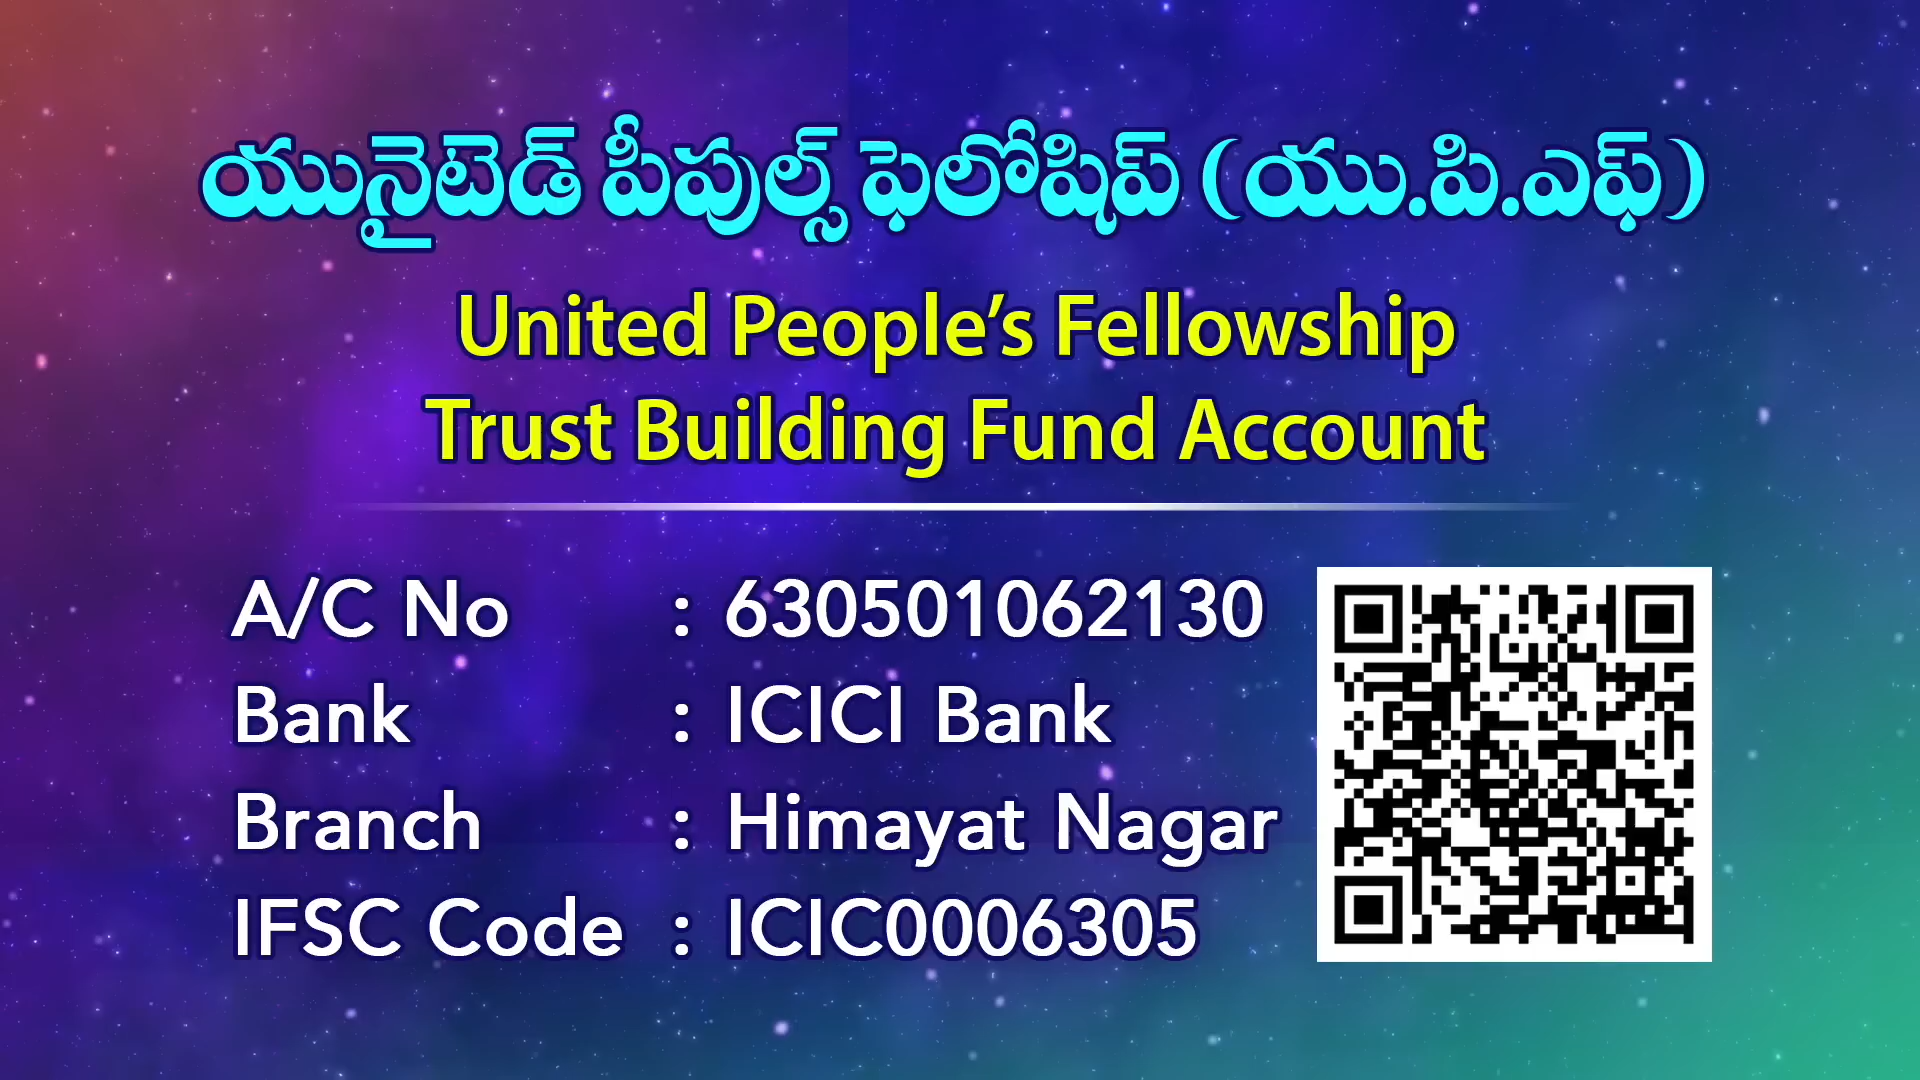 యునైటెడ్ పీపుల్స్ ఫెలోషిప్ (యు.పి.ఎఫ్)
United People’s Fellowship
Trust Building Fund Account
A/C No : 630501062130
Bank : ICICI Bank
Branch : Himayat Nagar
IFSC Code : ICIC0006305